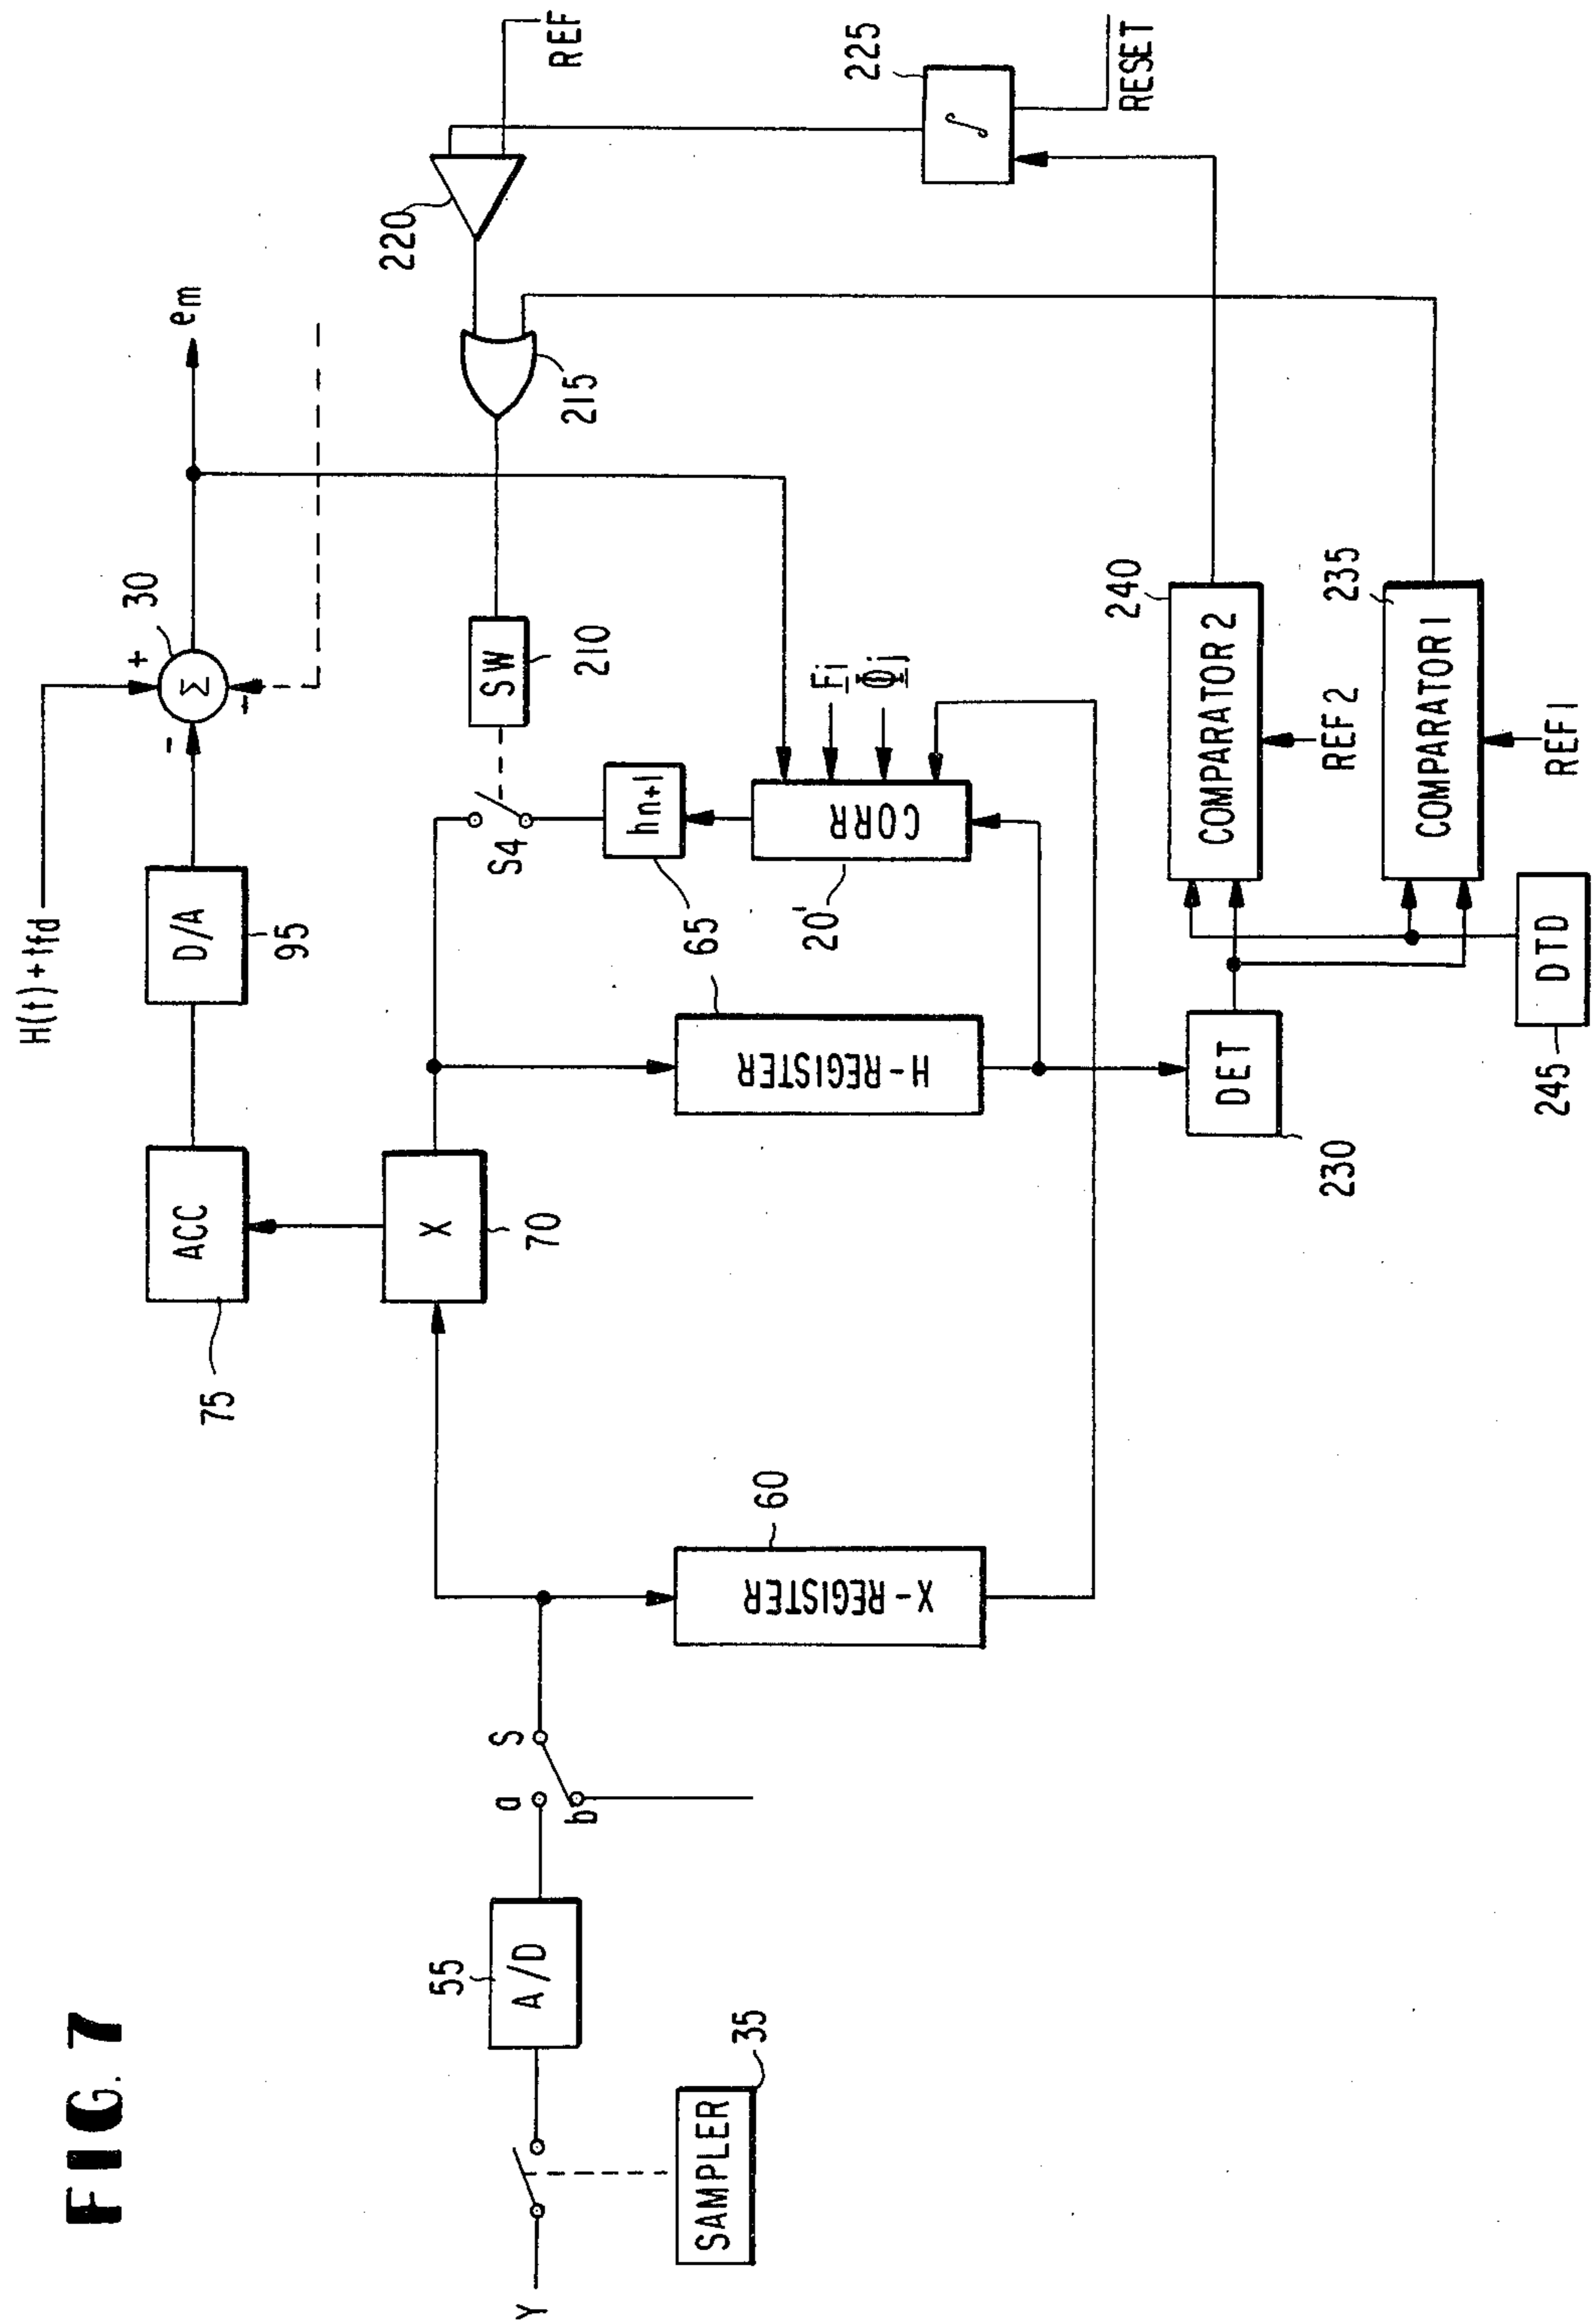 FIG. 7
H(t)+tfd
+
30
Σ
-
-
em
75
ACC
D/A
95
REF
220
215
SW
210
S4
X
70
hn+1
65
225
∫
RESET
Y
55
A/D
a
b
S
SAMPLER
35
60
X-REGISTER
65
H-REGISTER
20'
CORR
Fi
Φj
DET
230
240
COMPARATOR 2
REF 2
235
COMPARATOR 1
REF 1
DTD
245